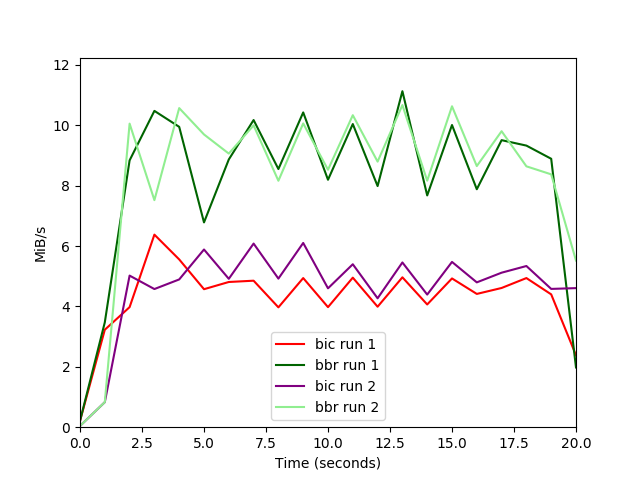 12
10
8
6
4
2
0
MiB/s
0.0 2.5 5.0 7.5 10.0 12.5 15.0 17.5 20.0
Time (seconds)
bic run 1
bbr run 1
bic run 2
bbr run 2